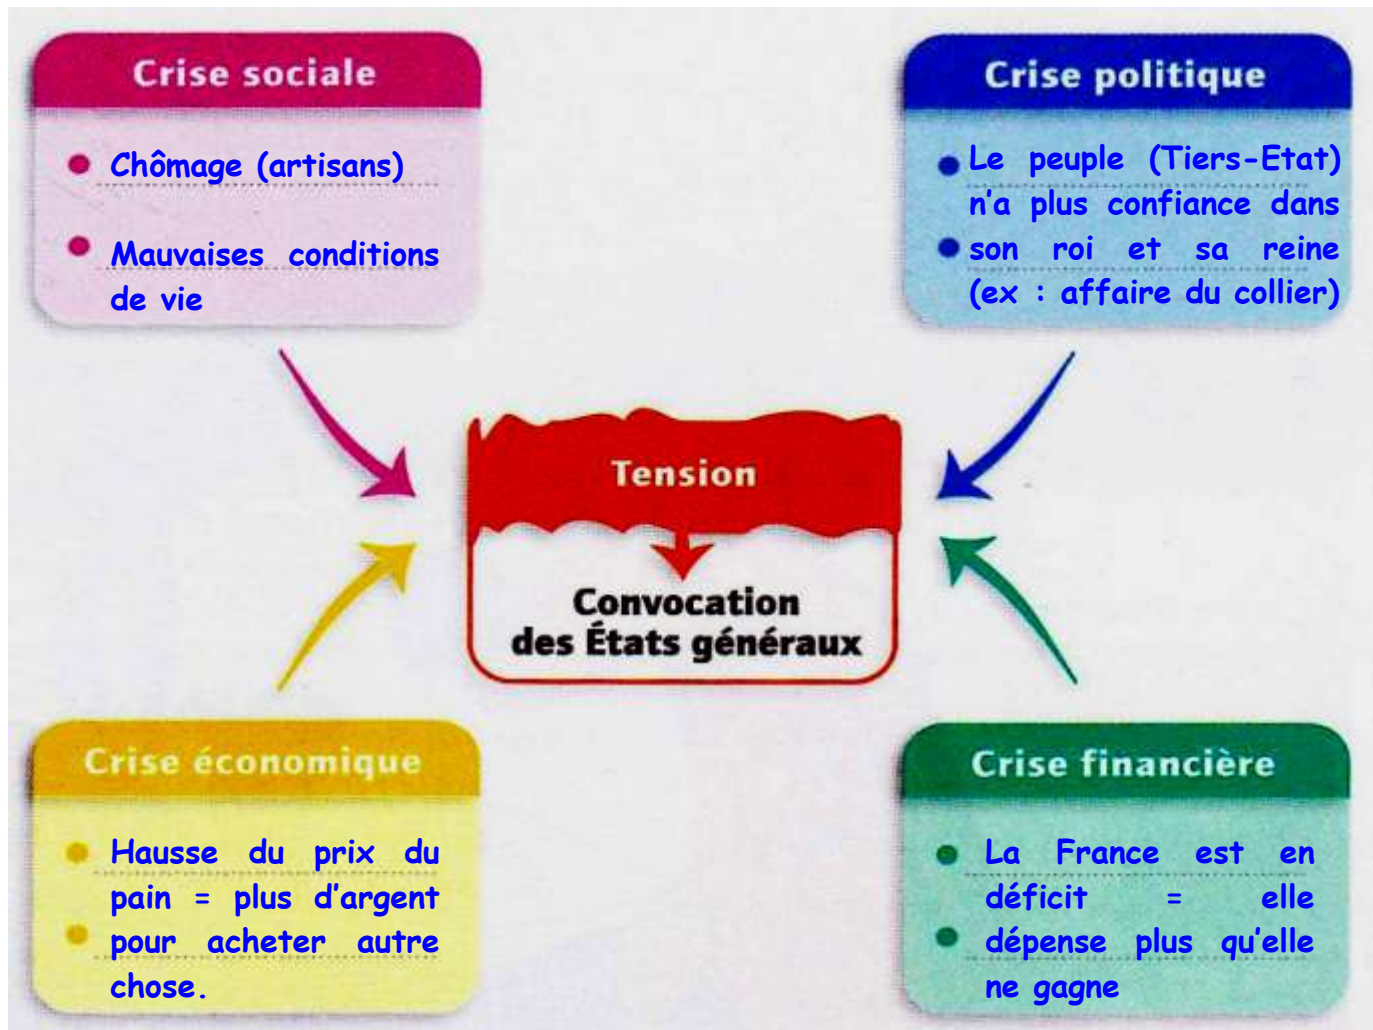 Crise sociale
Chômage (artisans)
Mauvaises conditions
de vie
Crise politique
Le peuple (Tiers-Etat)
n'a plus confiance dans
son roi et sa reine
(ex : affaire du collier)
Tension
Convocation
des États généraux
Crise économique
Hausse du prix du
pain = plus d'argent
pour acheter autre
chose.
Crise financière
La France est en
déficit = elle
dépense plus qu'elle
ne gagne